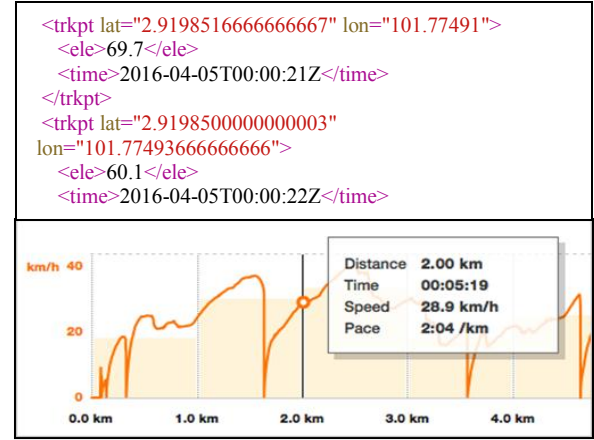 <trkpt lat="2.9198516666666667" lon="101.77491">
<ele>69.7</ele>
<time>2016-04-05T00:00:21Z</time>
</trkpt>
<trkpt lat="2.9198500000000003"
lon="101.77493666666666">
<ele>60.1</ele>
<time>2016-04-05T00:00:22Z</time>
km/h 40
20
0
Distance 2.00 km
Time 00:05:19
Speed 28.9 km/h
Pace 2:04 /km
0.0 km 1.0 km 2.0 km 3.0 km 4.0 km